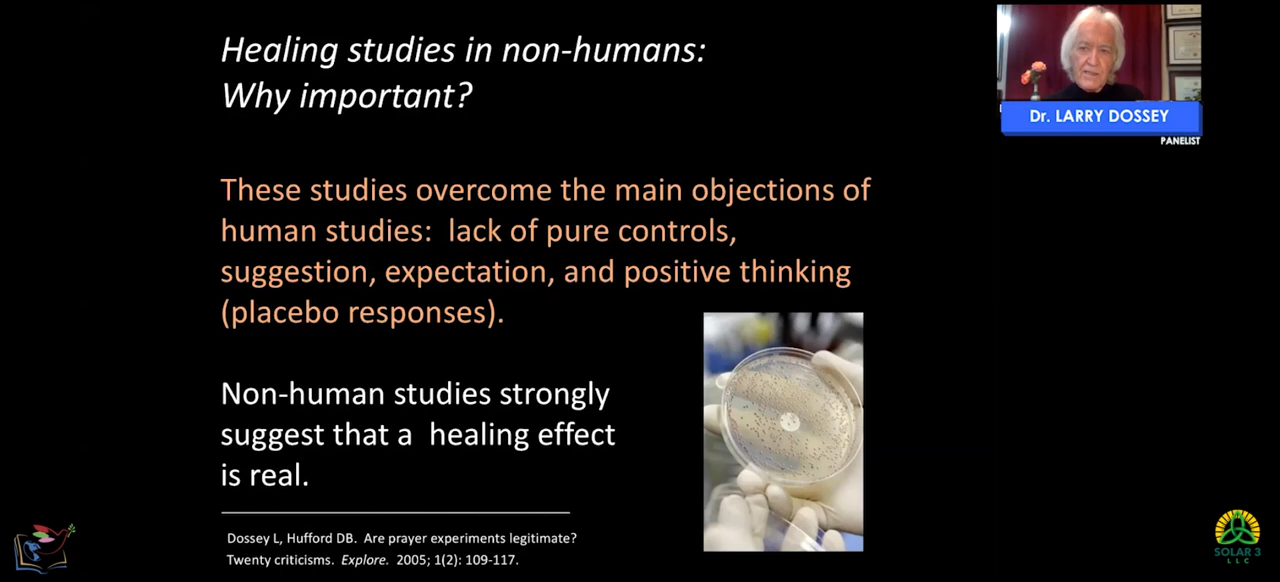 Healing studies in non-humans:
Why important?
Dr. LARRY DOSSEY
PANELIST
These studies overcome the main objections of
human studies:  lack of pure controls,
suggestion, expectation, and positive thinking
(placebo responses).
Non-human studies strongly
suggest that a  healing effect
is real.
Dossey L, Hufford DB.  Are prayer experiments legitimate?
Twenty criticisms.  Explore.  2005; 1(2): 109-117.
SOLAR 3
LLC